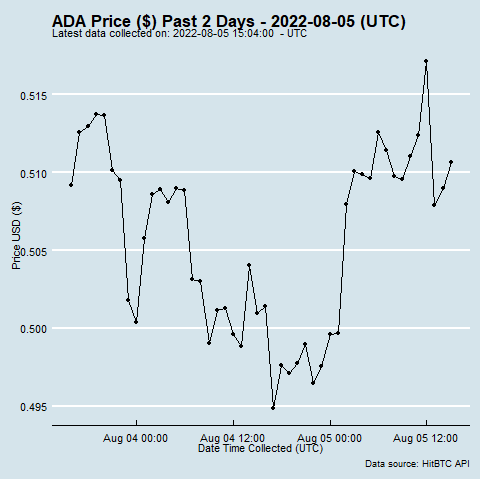 ADA Price ($) Past 2 Days - 2022-08-05 (UTC)
Latest data collected on: 2022-08-05 15:04:00 - UTC
0.515
0.510
0.505
0.500
0.495
Price USD ($)
Aug 04 00:00 Aug 04 12:00 Aug 05 00:00 Aug 05 12:00
Date Time Collected (UTC)
Data source: HitBTC API